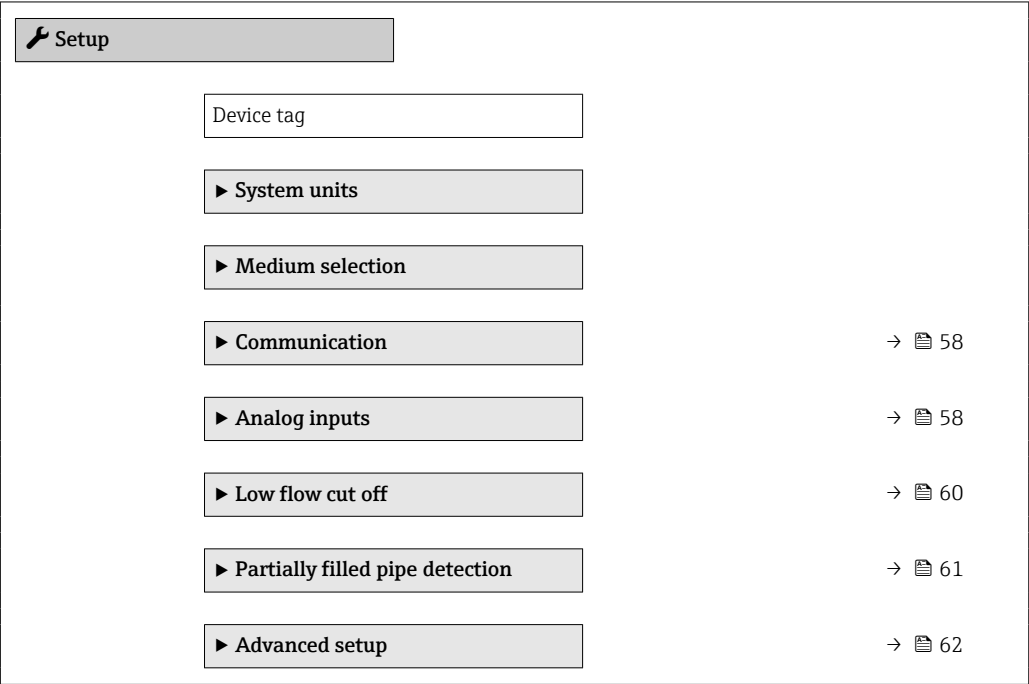 Setup
Device tag
▶ System units
▶ Medium selection
▶ Communication → 58
▶ Analog inputs → 58
▶ Low flow cut off → 60
▶ Partially filled pipe detection → 61
▶ Advanced setup → 62